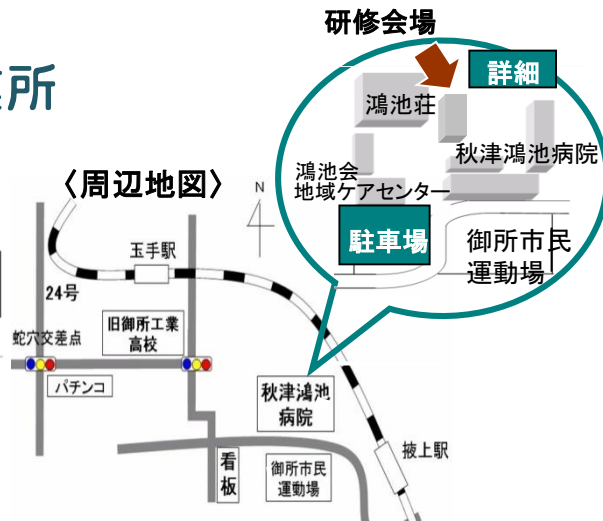 所
研修会場
詳細
鴻池荘
秋津鴻池病院
鴻池会
地域ケアセンター
駐車場
御所市民
運動場
〈周辺地図〉
N
玉手駅
24号
旧御所工業
高校
蛇穴交差点
パチンコ
秋津鴻池
病院
掖上駅
看
板
御所市民
運動場